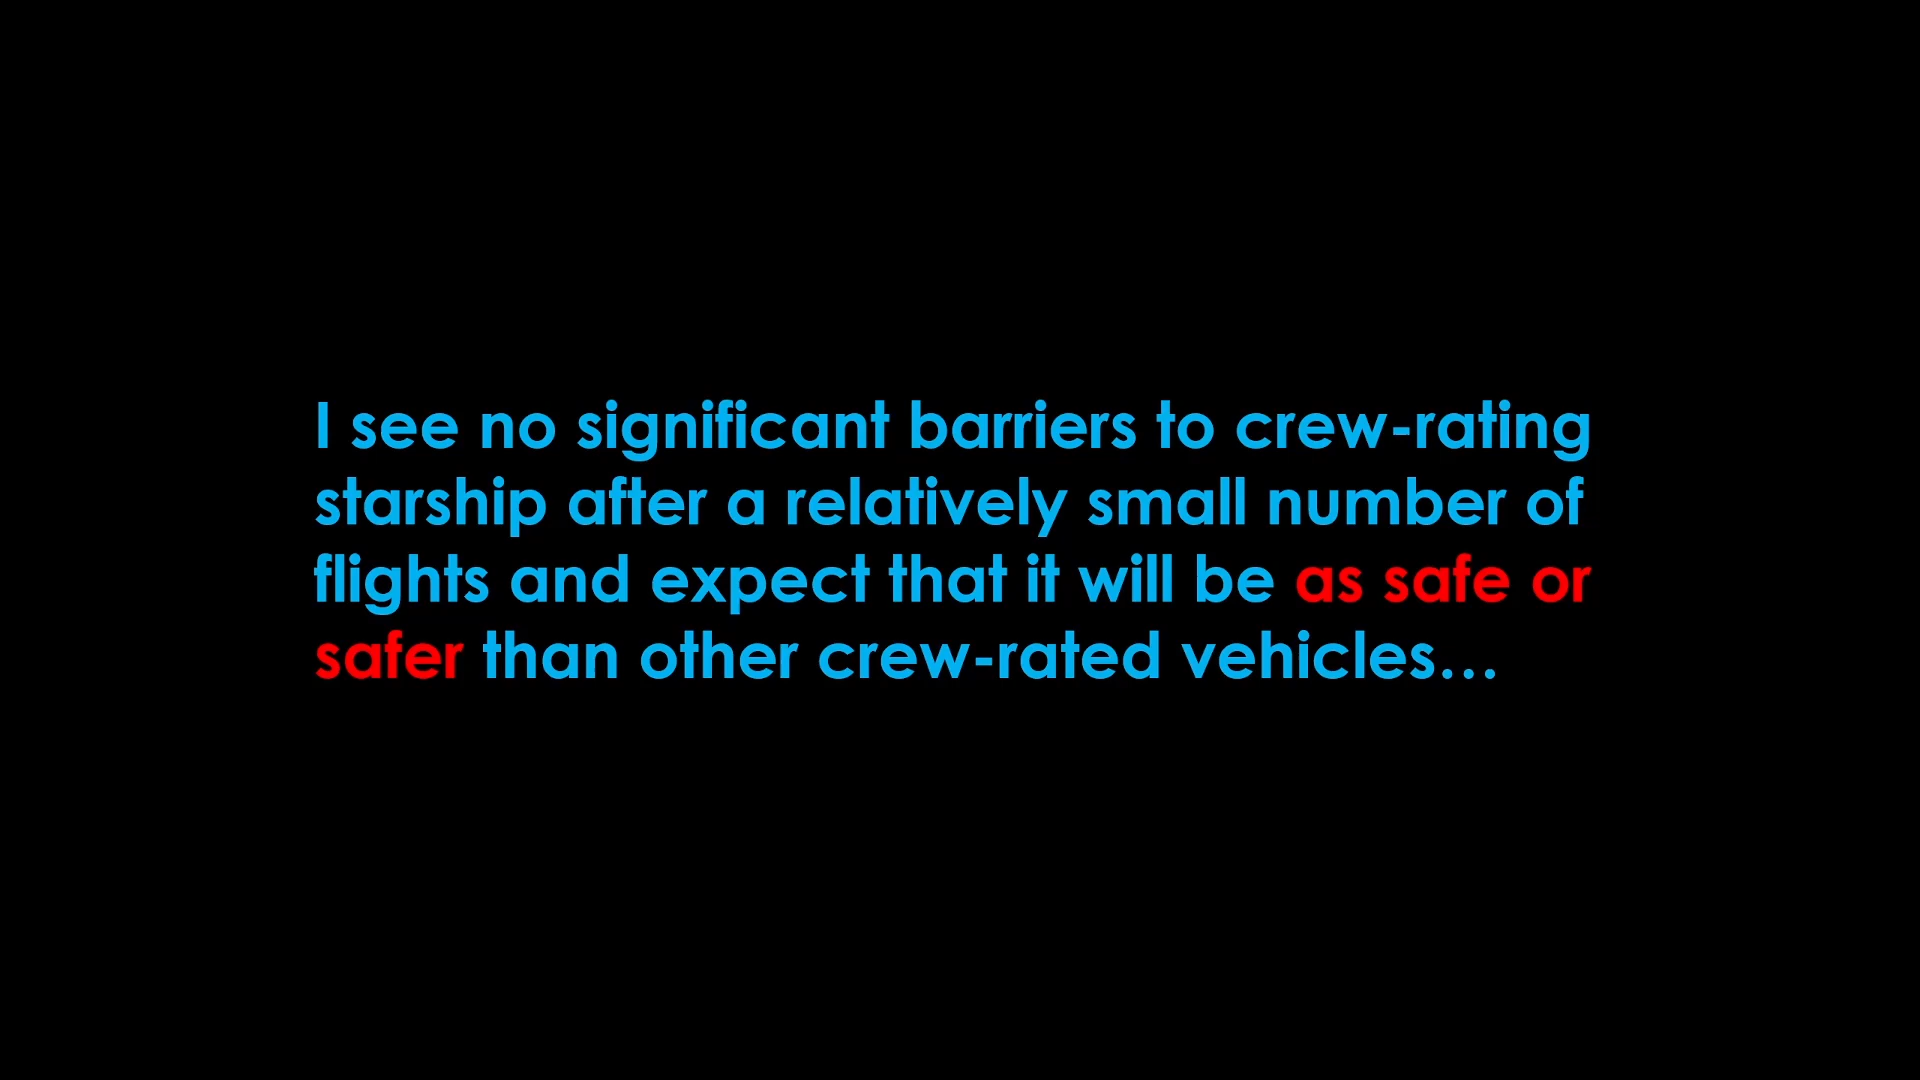 I see no significant barriers to crew-rating
starship after a relatively small number of
flights and expect that it will be as safe or
safer than other crew-rated vehicles…